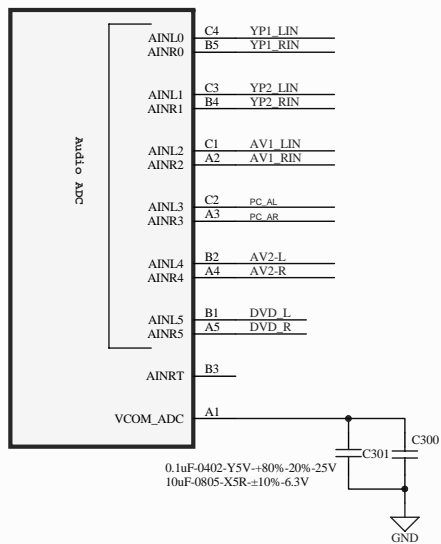 AINL0 C4 YP1_LIN
AINR0 B5 YP1_RIN
AINL1 C3 YP2_LIN
AINR1 B4 YP2_RIN
Audio ADC
AINL2 C1 AV1_LIN
AINR2 A2 AV1_RIN
AINL3 C2 PC_AL
AINR3 A3 PC_AR
AINL4 B2 AV2-L
AINR4 A4 AV2-R
AINL5 B1 DVD_L
AINR5 A5 DVD_R
AINRT B3
VCOM_ADC A1
C301 C300
0.1uF-0402-Y5V-+80%-20%-25V
10uF-0805-X5R-±10%-6.3V
GND